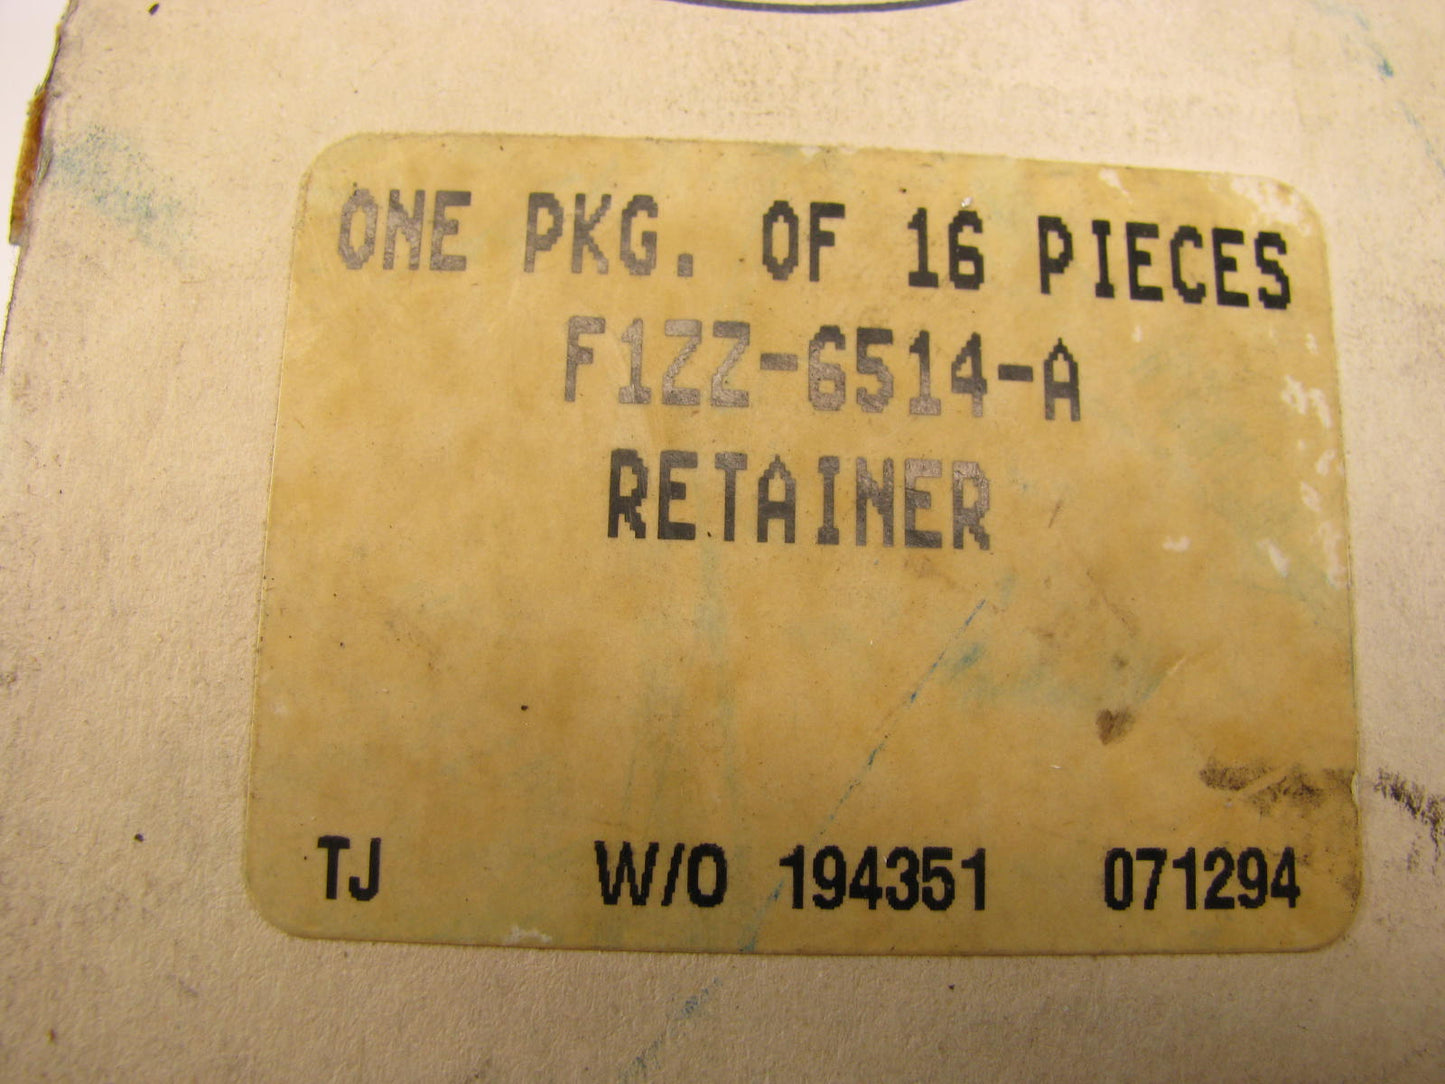 ONE PKG. OF 16 PIECES
F1ZZ-6514-A
RETAINER
TJ W/O 194351 071294